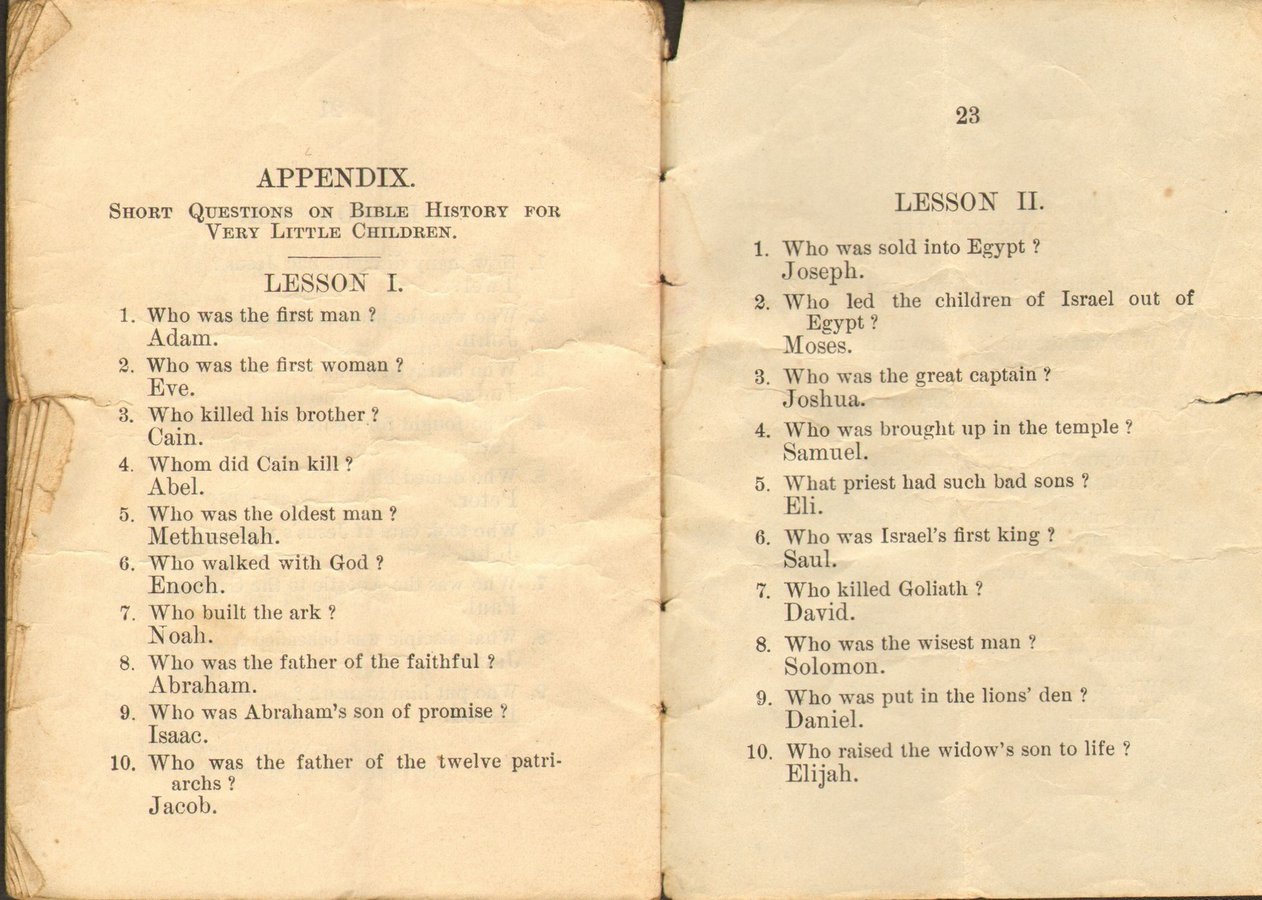 APPENDIX.
SHORT QUESTIONS ON BIBLE HISTORY FOR
VERY LITTLE CHILDREN.
LESSON I.
1. Who was the first man ?
Adam.
2. Who was the first woman ?
Eve.
3. Who killed his brother ?
Cain.
4. Whom did Cain kill ?
Abel.
5. Who was the oldest man ?
Methuselah.
6. Who walked with God ?
Enoch.
7. Who built the ark ?
Noah.
8. Who was the father of the faithful ?
Abraham.
9. Who was Abraham's son of promise ?
Isaac.
10. Who was the father of the twelve patri-
archs ?
Jacob.
23
LESSON II.
1. Who was sold into Egypt ?
Joseph.
2. Who led the children of Israel out of
Egypt ?
Moses.
3. Who was the great captain ?
Joshua.
4. Who was brought up in the temple ?
Samuel.
5. What priest had such bad sons ?
Eli.
6. Who was Israel's first king ?
Saul.
7. Who killed Goliath ?
David.
8. Who was the wisest man ?
Solomon.
9. Who was put in the lions' den ?
Daniel.
10. Who raised the widow's son to life ?
Elijah.